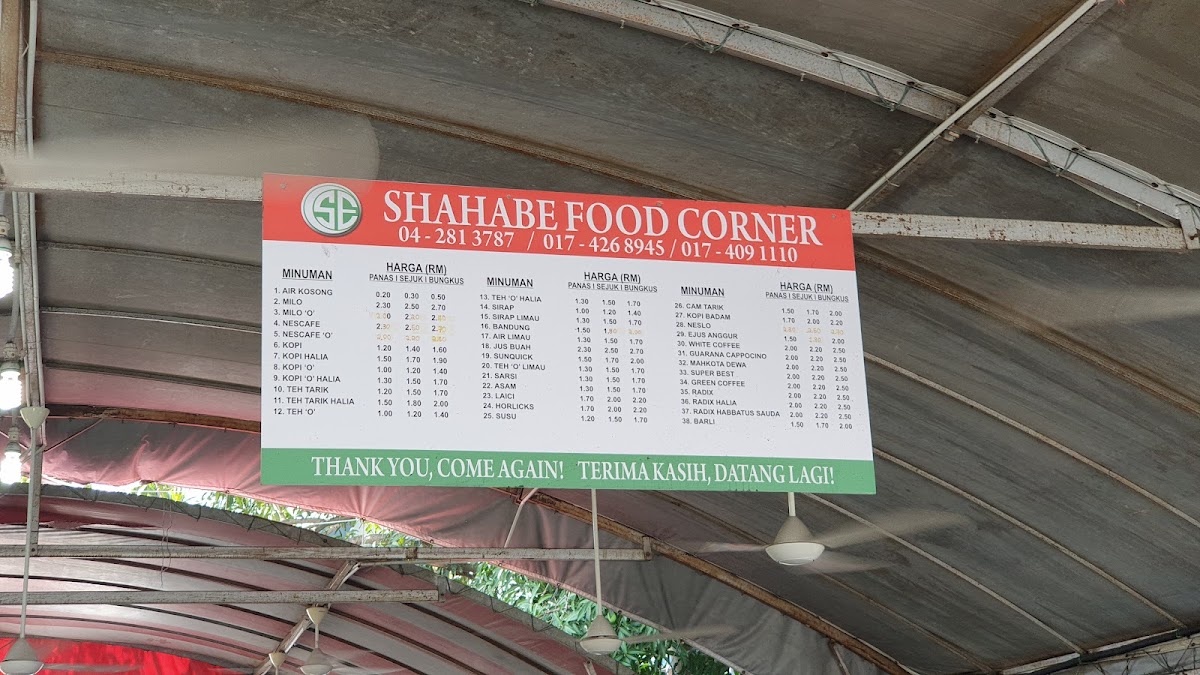 SE
SHAHABE FOOD CORNER
04 - 281 3787 / 017 - 426 8945 / 017 - 409 1110
MINUMAN HARGA (RM)
PANAS I SEJUK I BUNGKUS
1. AIR KOSONG 0.20 0.30 0.50
2. MILO 2.30 2.50 2.70
3. MILO 'O'
4. NESCAFE 2.30 2.50 2.70
5. NESCAFE 'O'
6. KOPI 1.20 1.40 1.60
7. KOPI HALIA 1.50 1.70 1.90
8. KOPI 'O' 1.00 1.20 1.40
9. KOPI 'O' HALIA 1.30 1.50 1.70
10. TEH TARIK 1.20 1.50 1.70
11. TEH TARIK HALIA 1.50 1.80 2.00
12. TEH 'O' 1.00 1.20 1.40
MINUMAN HARGA (RM)
PANAS I SEJUK I BUNGKUS
13. TEH 'O' HALIA 1.30 1.50 1.70
14. SIRAP 1.00 1.20 1.40
15. SIRAP LIMAU 1.30 1.50 1.70
16. BANDUNG 1.50
17. AIR LIMAU 1.30 1.50 1.70
18. JUS BUAH 2.30 2.50 2.70
19. SUNQUICK 1.50 1.70 2.00
20. TEH 'O' LIMAU 1.30 1.50 1.70
21. SARSI 1.30 1.50 1.70
22. ASAM 1.30 1.50 1.70
23. LAICI 1.70 2.00 2.20
24. HORLICKS 1.70 2.00 2.20
25. SUSU 1.20 1.50 1.70
MINUMAN HARGA (RM)
PANAS I SEJUK I BUNGKUS
26. CAM TARIK 1.50 1.70 2.00
27. KOPI BADAM 1.70 2.00 2.20
28. NESLO
29. EJUS ANGGUR 1.50 2.00
30. WHITE COFFEE 2.00 2.20 2.50
31. GUARANA CAPPOCINO 2.00 2.20 2.50
32. MAHKOTA DEWA 2.00 2.20 2.50
33. SUPER BEST 2.00 2.20 2.50
34. GREEN COFFEE 2.00 2.20 2.50
35. RADIX 2.00 2.20 2.50
36. RADIX HALIA 2.00 2.20 2.50
37. RADIX HABBATUS SAUDA 2.00 2.20 2.50
38. BARLI 1.50 1.70 2.00
THANK YOU, COME AGAIN! TERIMA KASIH, DATANG LAGI!